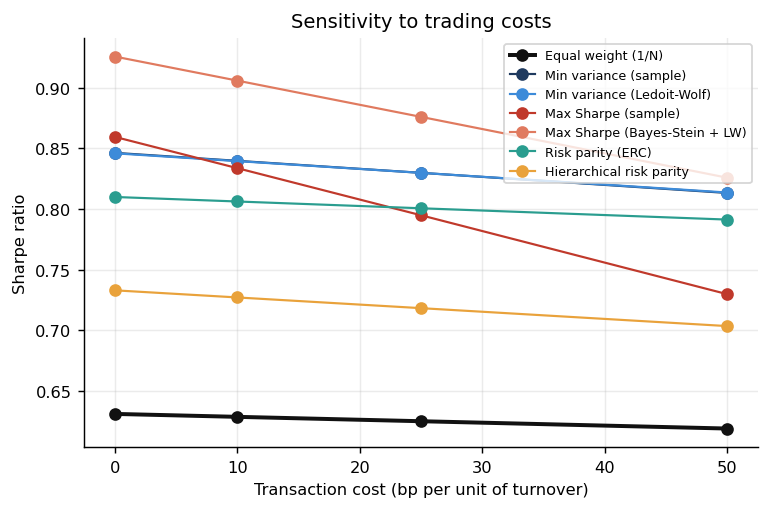 Sensitivity to trading costs
Equal weight (1/N)
Min variance (sample)
Min variance (Ledoit-Wolf)
Max Sharpe (sample)
Max Sharpe (Bayes-Stein + LW)
Risk parity (ERC)
Hierarchical risk parity
Sharpe ratio
0.90
0.85
0.80
0.75
0.70
0.65
0 10 20 30 40 50
Transaction cost (bp per unit of turnover)